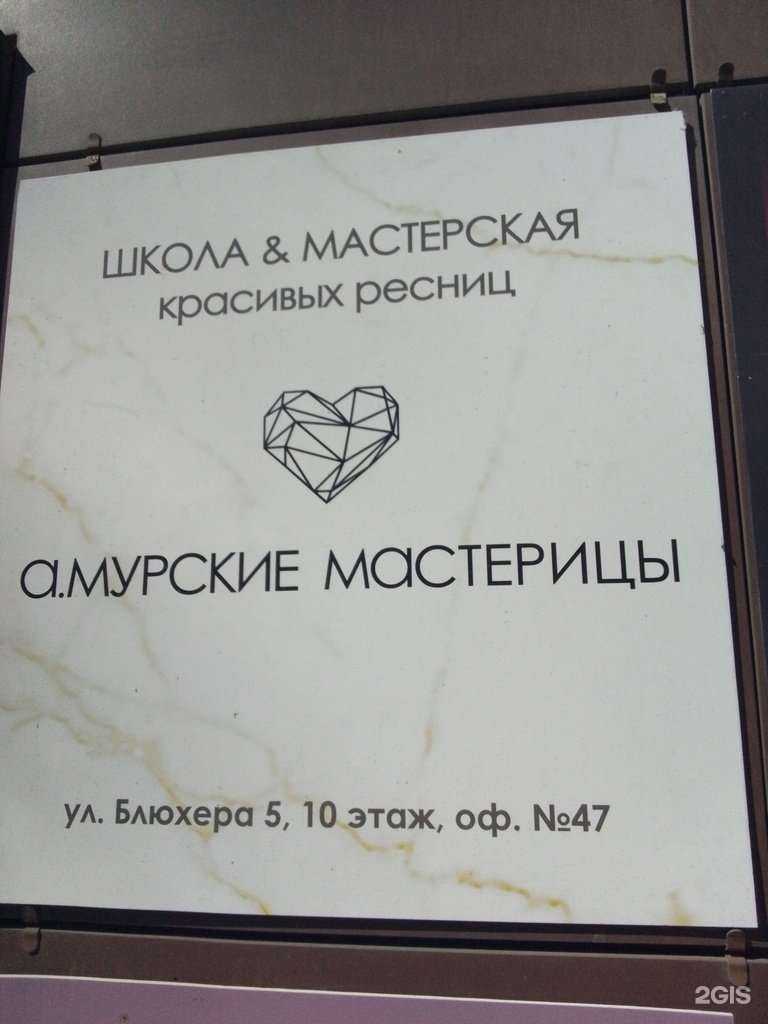 ШКОЛА & МАСТЕРСКАЯ
красивых ресниц
а.МУРСКИЕ МАСТЕРИЦЫ
ул. Блюхера 5, 10 этаж, оф. №47
2GIS